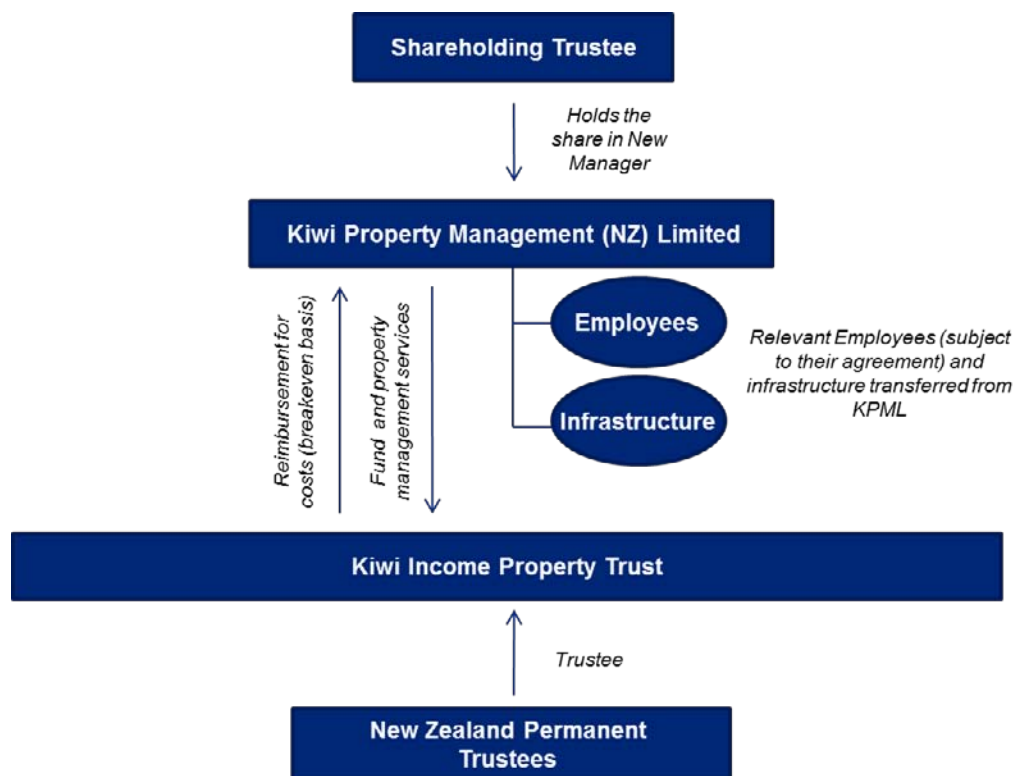 Shareholding Trustee
Holds the
share in New
Manager
Kiwi Property Management (NZ) Limited
Reimbursement for
costs (breakeven basis)
Fund and property
management services
Employees
Infrastructure
Relevant Employees (subject
to their agreement) and
infrastructure transferred from
KPML
Kiwi Income Property Trust
Trustee
New Zealand Permanent
Trustees